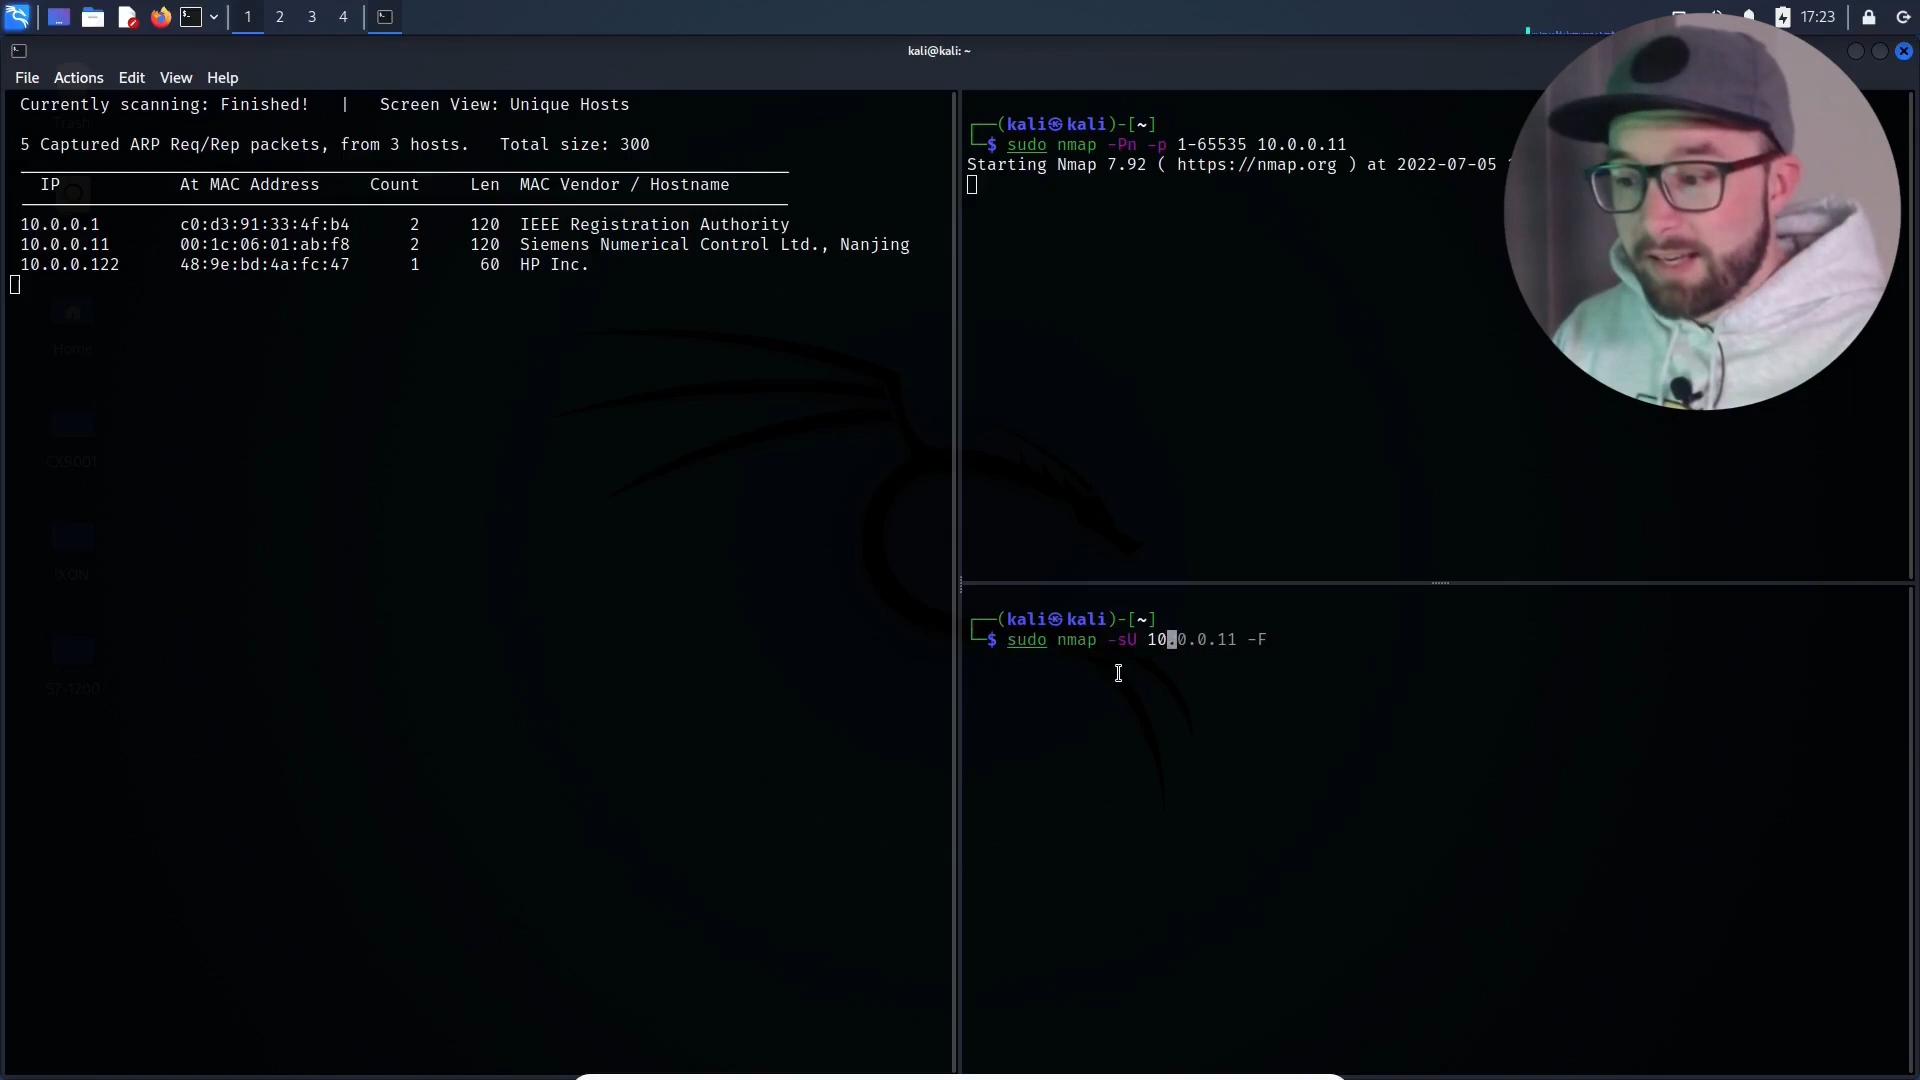 1 2 3 4
17:23
kali@kali: ~
File Actions Edit View Help
Currently scanning: Finished! | Screen View: Unique Hosts
5 Captured ARP Req/Rep packets, from 3 hosts. Total size: 300
IP At MAC Address Count Len MAC Vendor / Hostname
10.0.0.1 c0:d3:91:33:4f:b4 2 120 IEEE Registration Authority
10.0.0.11 00:1c:06:01:ab:f8 2 120 Siemens Numerical Control Ltd., Nanjing
10.0.0.122 48:9e:bd:4a:fc:47 1 60 HP Inc.
Trash
Home
CX9001
IXON
S7-1200
┌──(kali㉿kali)-[~]
└─$ sudo nmap -Pn -p 1-65535 10.0.0.11
Starting Nmap 7.92 ( https://nmap.org ) at 2022-07-05
┌──(kali㉿kali)-[~]
└─$ sudo nmap -sU 10.0.0.11 -F